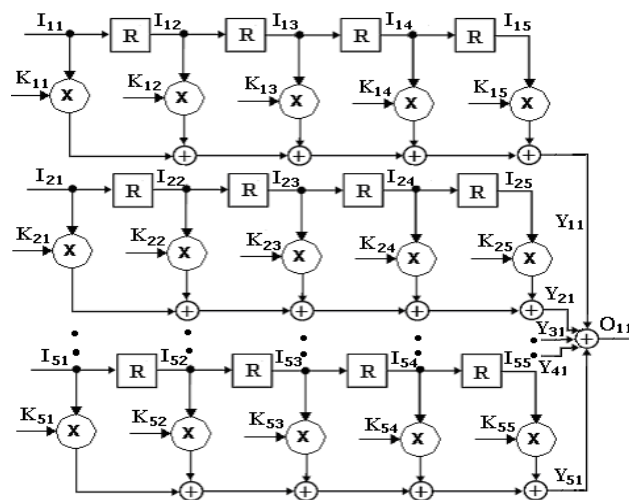 I11 R I12 R I13 R I14 R I15
K11 X K12 X K13 X K14 X K15 X
+ + + +
I21 R I22 R I23 R I24 R I25
Y11
K21 X K22 X K23 X K24 X K25 X
+ + + + Y21
Y31 + O11
I51 R I52 R I53 R I54 R I55 Y41
K51 X K52 X K53 X K54 X K55 X
+ + + + Y51